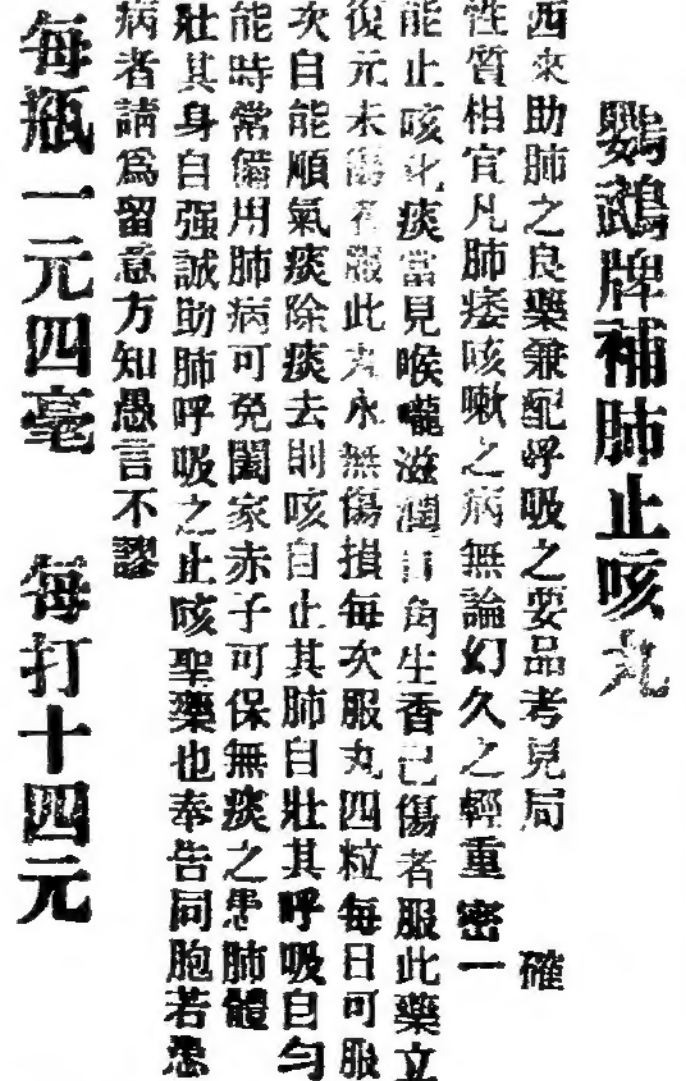 鸚鵡牌補肺止咳丸
西來助肺之良藥兼配呼吸之要品考見局　確
性質相宜凡肺痿咳嗽之病無論幻久之輕重密一
能止咳化痰當見喉嚨滋潤 角生香已傷者服此藥立
復元未傷者服此丸永無傷損每次服丸四粒每日可服
次自能順氣痰除痰去則咳自止其肺自壯其呼吸自勻
能時常備用肺病可免闔家赤子可保無痰之患肺體
壯其身自强誠助肺呼吸之止咳聖藥也奉告同胞若患
病者請爲留意方知愚言不謬
每瓶一元四毫　每打十四元